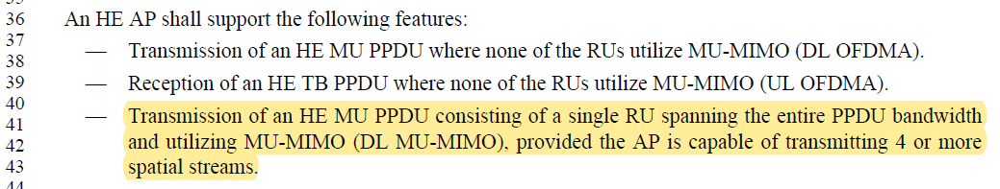 36 An HE AP shall support the following features:
37
— Transmission of an HE MU PPDU where none of the RUs utilize MU-MIMO (DL OFDMA).
38
39 — Reception of an HE TB PPDU where none of the RUs utilize MU-MIMO (UL OFDMA).
40
41 — Transmission of an HE MU PPDU consisting of a single RU spanning the entire PPDU bandwidth
42 and utilizing MU-MIMO (DL MU-MIMO), provided the AP is capable of transmitting 4 or more
43 spatial streams.